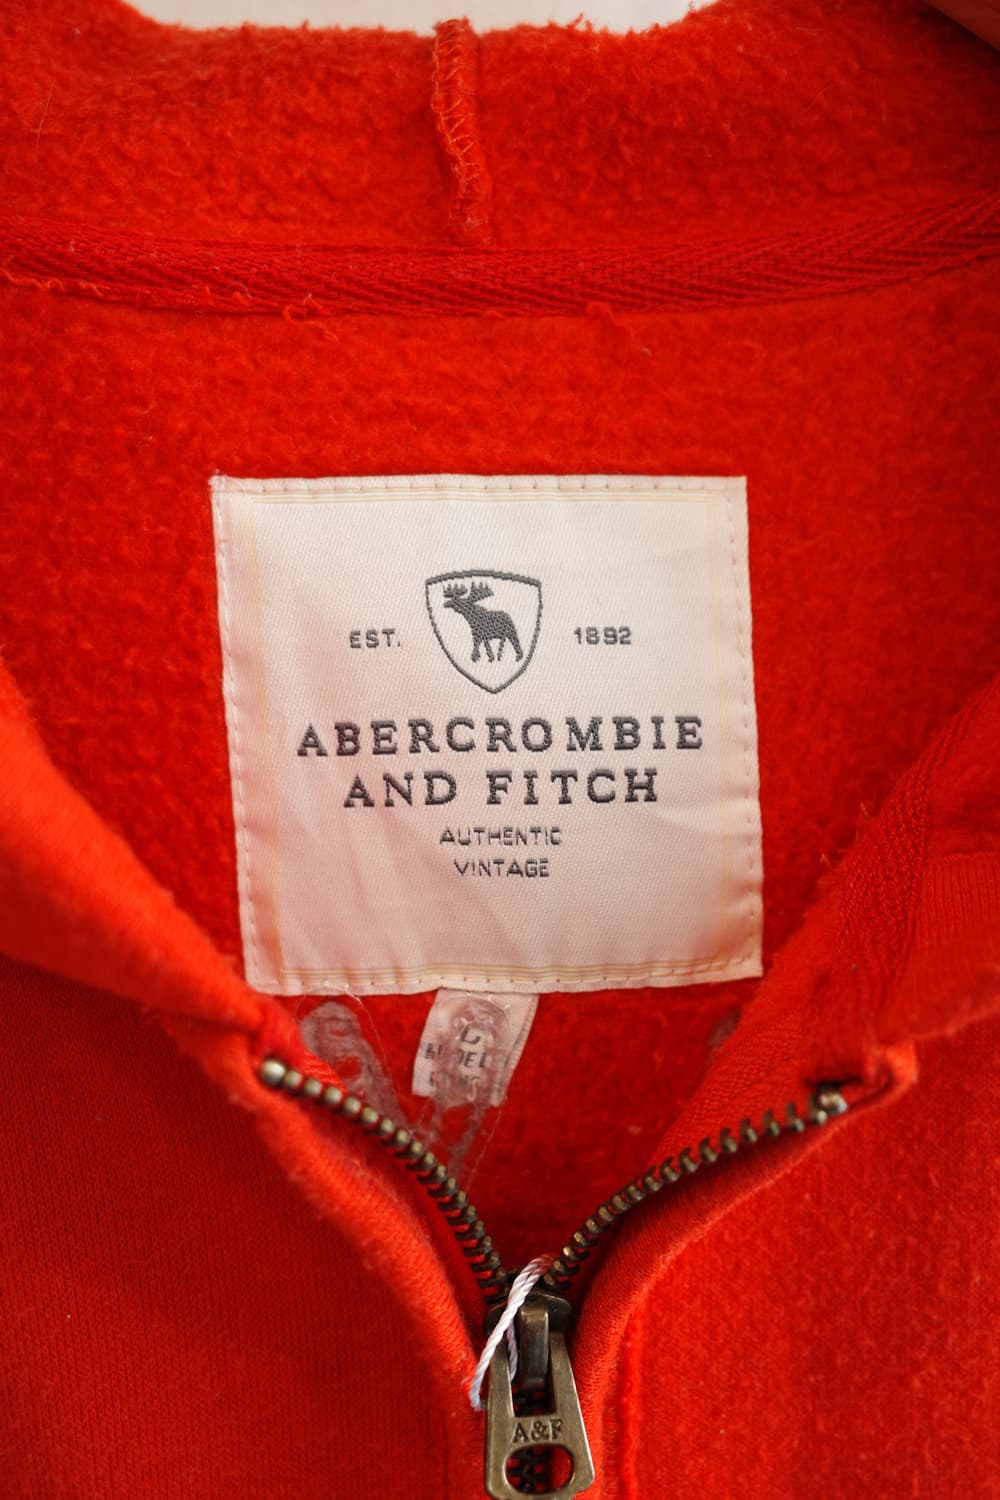 EST. 1892
ABERCROMBIE
AND FITCH
AUTHENTIC
VINTAGE
A&F